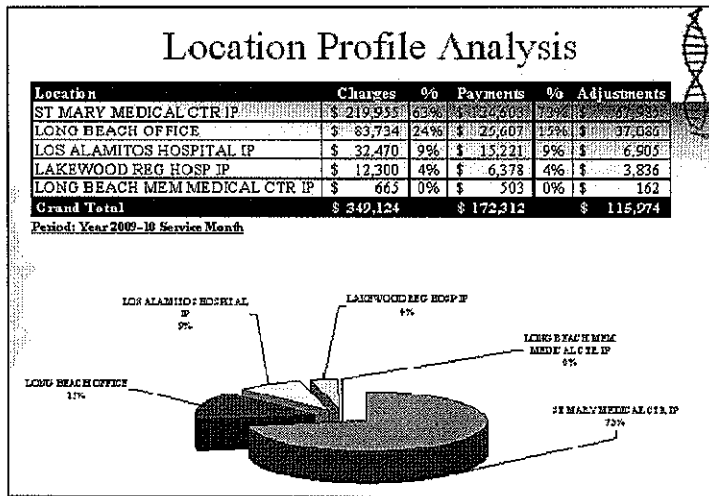 Location Profile Analysis
Location Charges % Payments % Adjustments
ST MARY MEDICAL CTR IP $ 219,955 63% $ 124,603 $ 67,985
LONG BEACH OFFICE $ 83,734 24% $ 25,607 15% $ 37,086
LOS ALAMITOS HOSPITAL IP $ 32,470 9% $ 15,221 9% $ 6,905
LAKEWOOD REG HOSP IP $ 12,300 4% $ 6,378 4% $ 3,836
LONG BEACH MEM MEDICAL CTR IP $ 665 0% $ 503 0% $ 162
Grand Total $ 349,124 $ 172,312 $ 115,974
Period: Year 2009-10 Service Month
LOS ALAMITOS HOSPITAL
IP
9%
LAKEWOOD REG HOSP IP
4%
LONG BEACH MEM
MEDICAL CTR IP
0%
LONG BEACH OFFICE
15%
ST MARY MEDICAL CTR IP